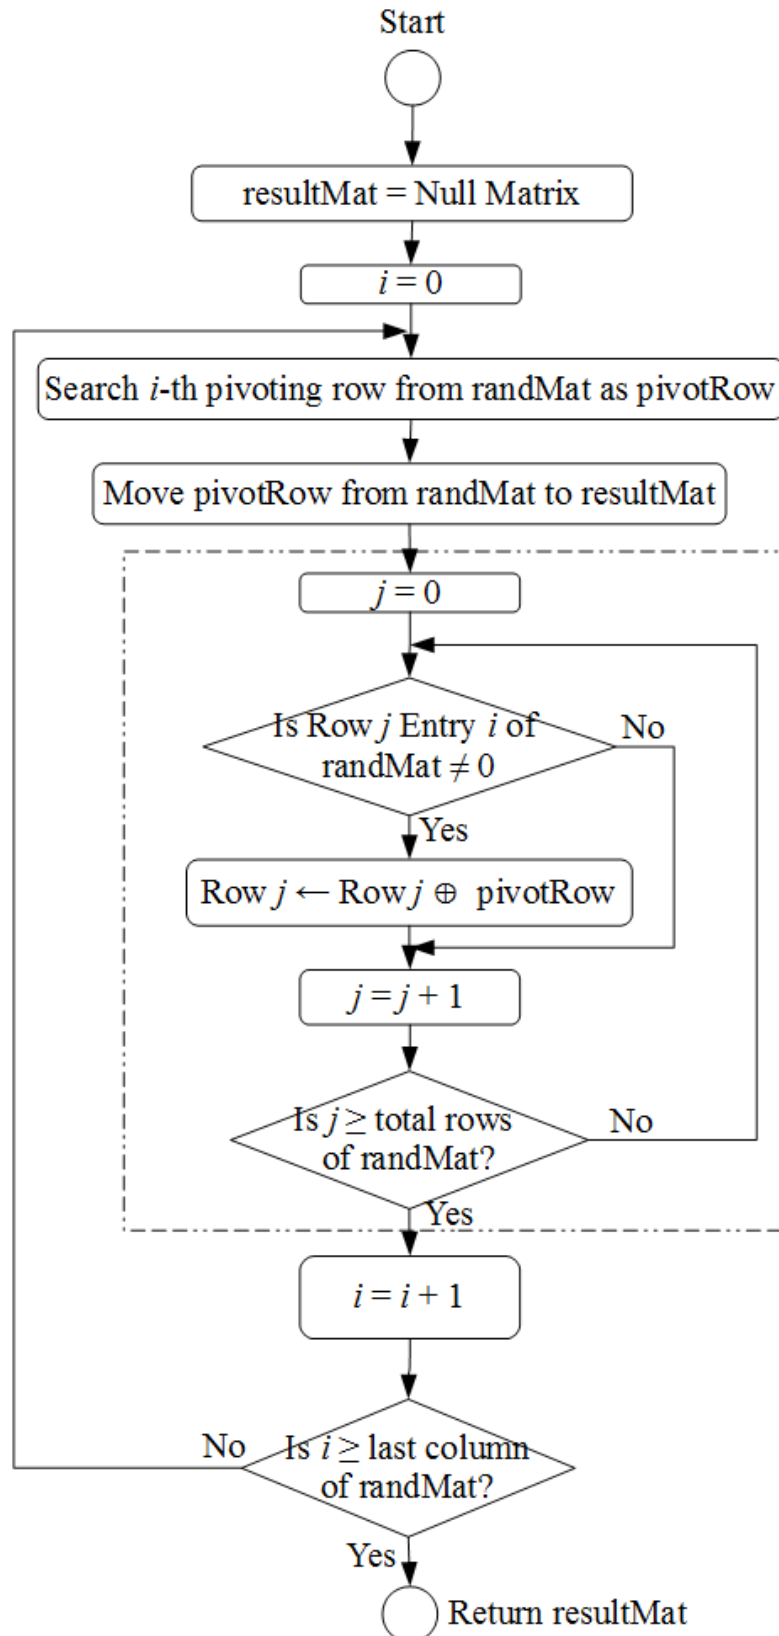 Start
resultMat = Null Matrix
i = 0
Search i-th pivoting row from randMat as pivotRow
Move pivotRow from randMat to resultMat
j = 0
Is Row j Entry i of
randMat ≠ 0
No
Yes
Row j ← Row j ⊕ pivotRow
j = j + 1
Is j ≥ total rows
of randMat?
No
Yes
i = i + 1
No
Is i ≥ last column
of randMat?
Yes
Return resultMat